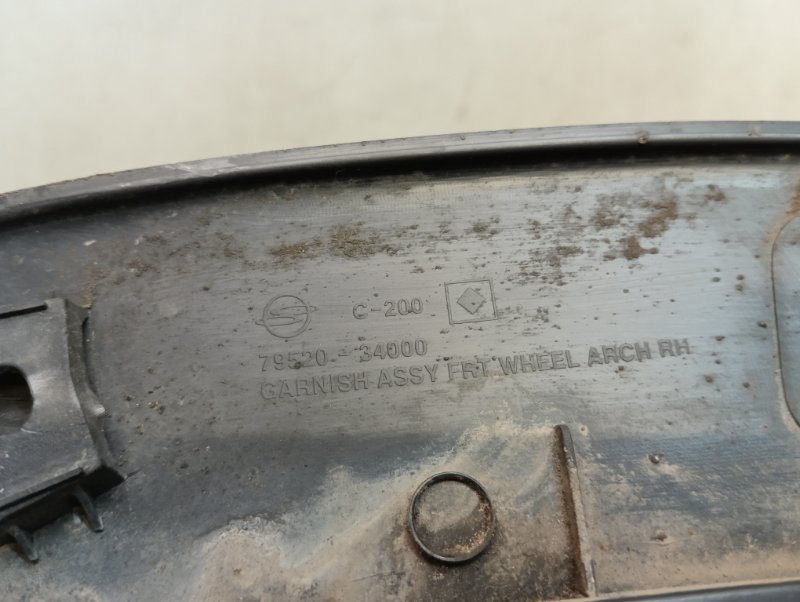 C-200
79520-34000
GARNISH ASSY FRT WHEEL ARCH RH